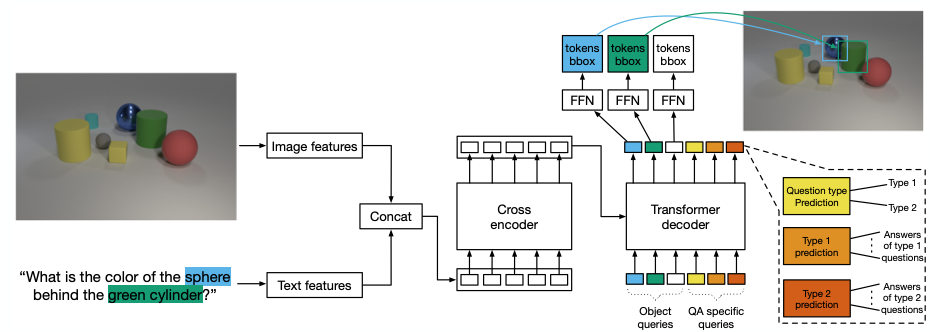 tokens
bbox
tokens
bbox
tokens
bbox
FFN
FFN
FFN
Image features
Concat
Cross
encoder
Transformer
decoder
Question type
Prediction
Type 1
Type 2
Type 1
prediction
Answers
of type 1
questions
Type 2
prediction
Answers
of type 2
questions
“What is the color of the sphere
behind the green cylinder?”
Text features
Object
queries
QA specific
queries